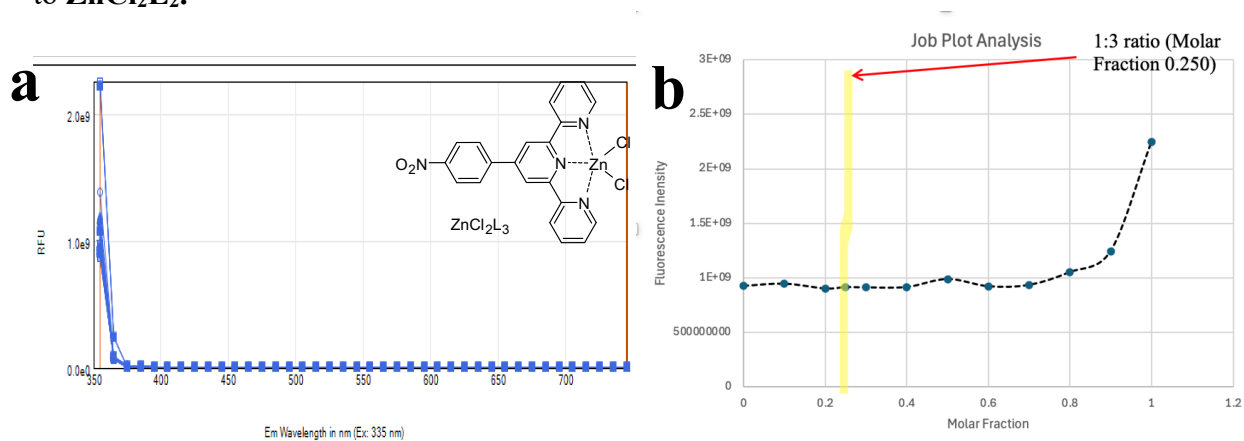 to ZnCl₂L₂.
a
RFU
2.0e9
1.0e9
0.0e0
350 400 450 500 550 600 650 700
Em Wavelength in nm (Ex: 335 nm)
O₂N
N
N
N
Zn
Cl
Cl
ZnCl₂L₃
b
Job Plot Analysis
1:3 ratio (Molar
Fraction 0.250)
Fluorescence Inensity
3E+09
2.5E+09
2E+09
1.5E+09
1E+09
500000000
0
0 0.2 0.4 0.6 0.8 1 1.2
Molar Fraction